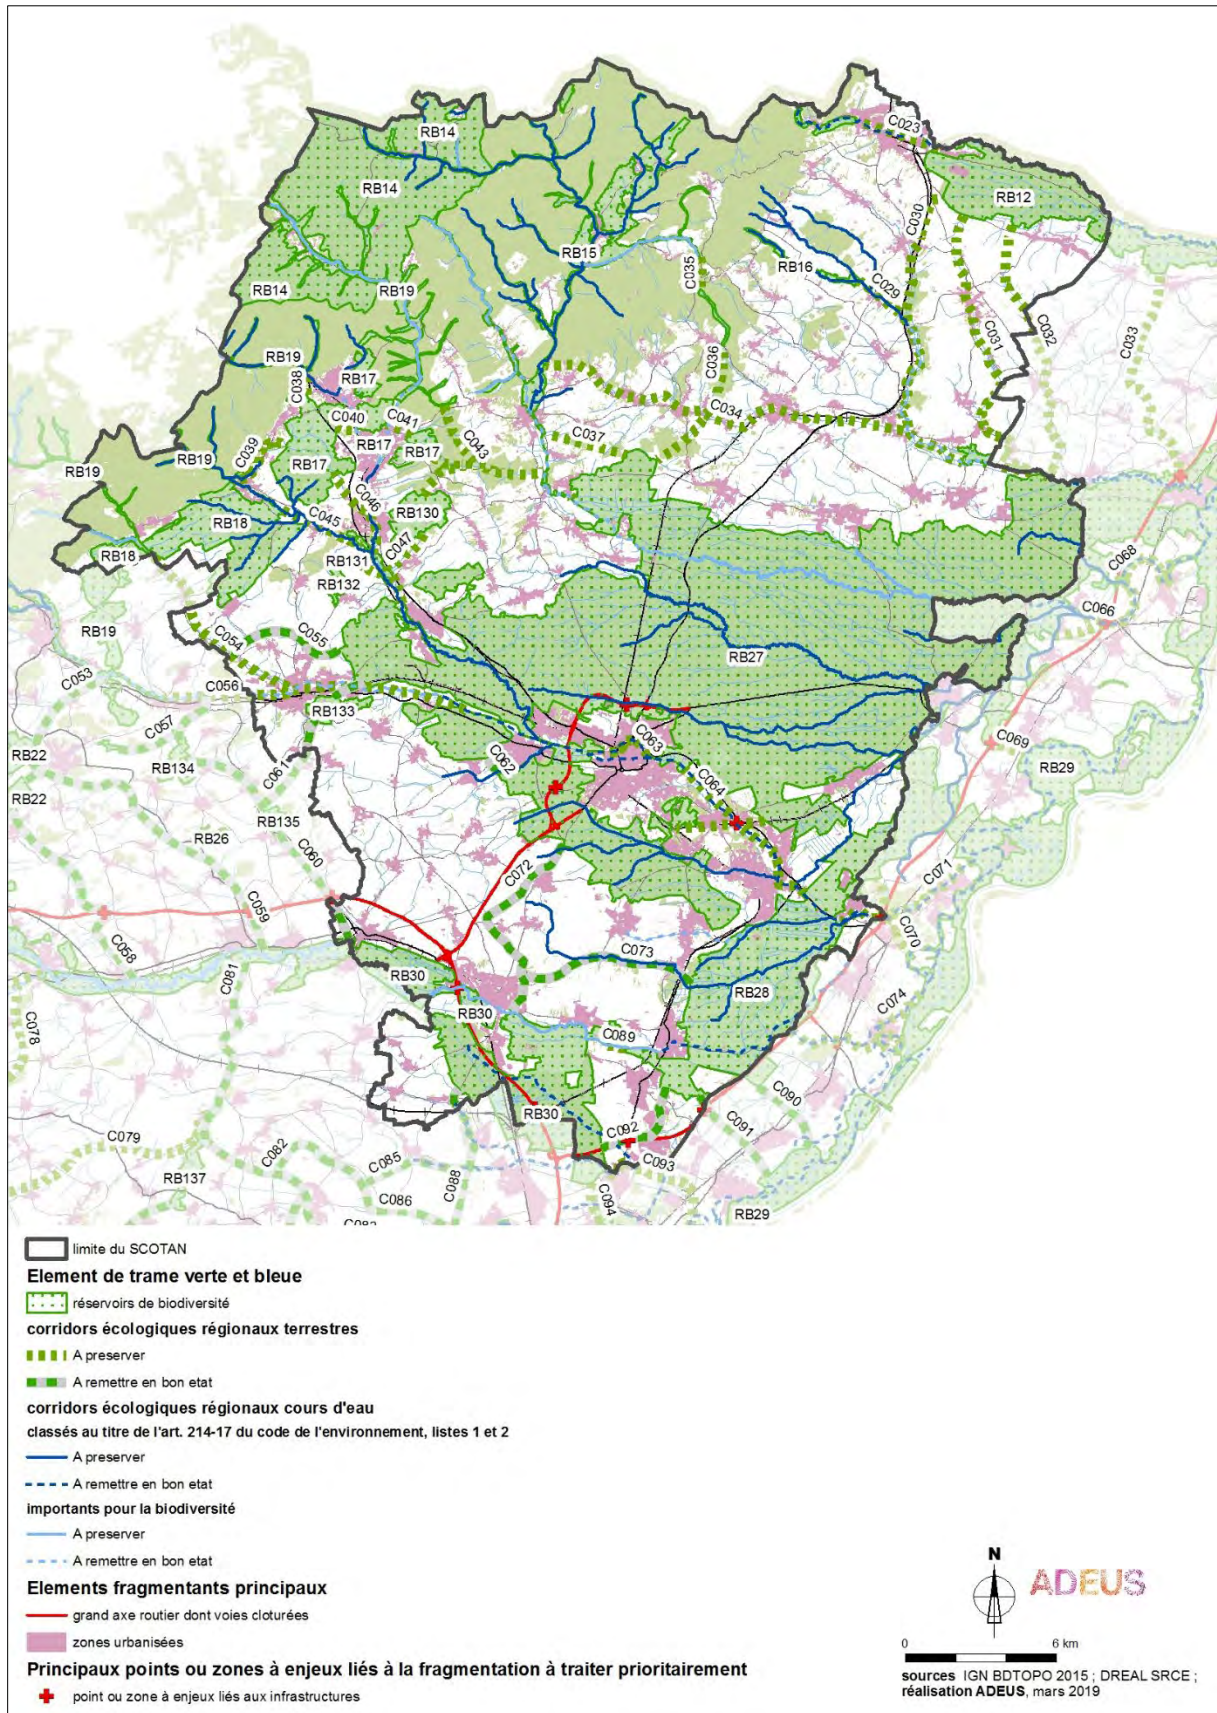 C023
RB14
RB14
RB12
C030
RB15
C035
RB16
C029
RB14
RB19
C031
C032
C033
RB19
C038
RB17
C036
C034
C040
C041
C037
C043
RB17
RB17
C039
RB19
RB19
RB17
C046
RB130
RB18
C045
C047
RB18
RB131
RB132
C068
C066
RB19
C054
C055
RB27
C053
C056
RB133
C057
C063
C069
RB22
C062
RB134
C061
RB29
C064
RB22
RB26
RB135
C060
C072
C071
C059
C058
C070
C073
C081
RB30
RB28
RB30
C074
C078
C089
C090
RB30
C092
C091
C079
C082
C085
C093
RB137
C088
C086
C094
RB29
limite du SCOTAN
Element de trame verte et bleue
réservoirs de biodiversité
corridors écologiques régionaux terrestres
A preserver
A remettre en bon etat
corridors écologiques régionaux cours d'eau
classés au titre de l'art. 214-17 du code de l'environnement, listes 1 et 2
A preserver
A remettre en bon etat
importants pour la biodiversité
A preserver
A remettre en bon etat
Elements fragmentants principaux
grand axe routier dont voies cloturées
zones urbanisées
Principaux points ou zones à enjeux liés à la fragmentation à traiter prioritairement
point ou zone à enjeux liés aux infrastructures
N
ADEUS
0 6 km
sources IGN BDTOPO 2015 ; DREAL SRCE ;
réalisation ADEUS, mars 2019